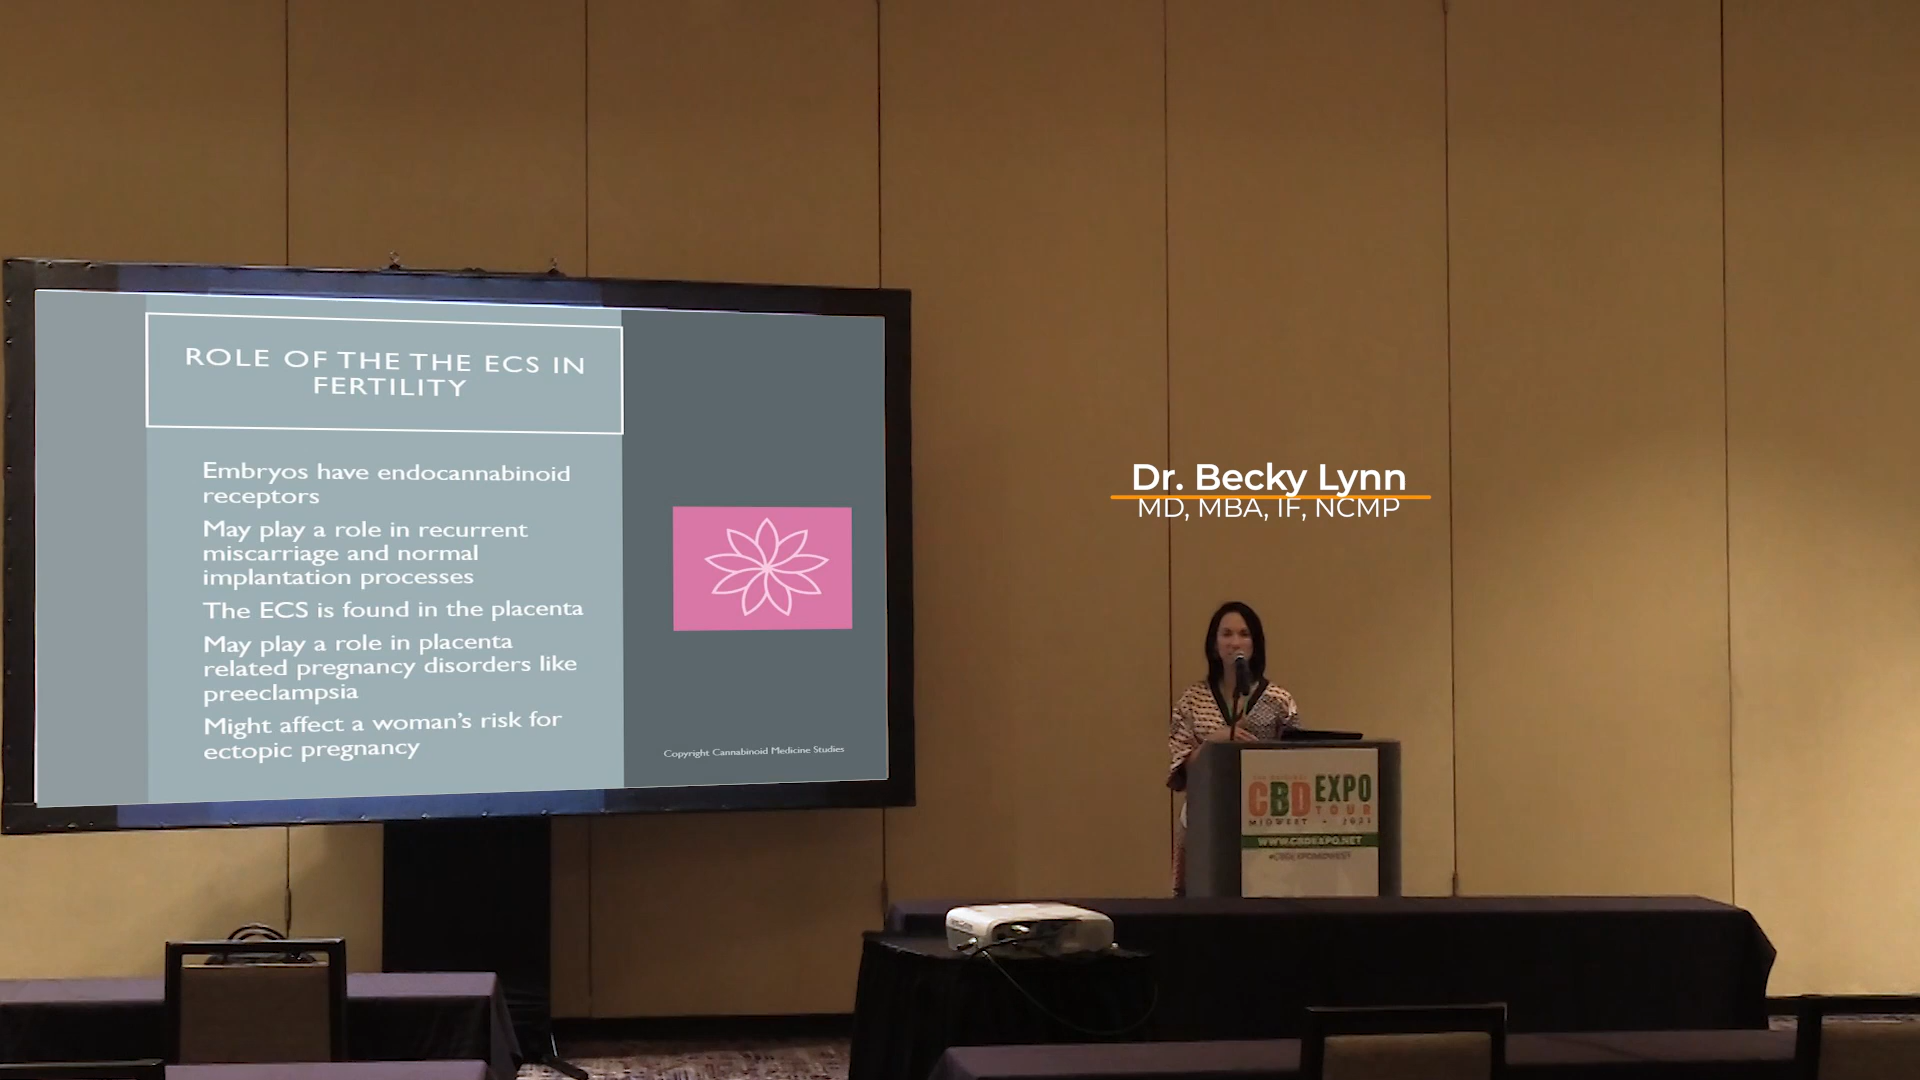 ROLE OF THE THE ECS IN
FERTILITY
Embryos have endocannabinoid
receptors
May play a role in recurrent
miscarriage and normal
implantation processes
The ECS is found in the placenta
May play a role in placenta
related pregnancy disorders like
preeclampsia
Might affect a woman's risk for
ectopic pregnancy
Copyright Cannabinoid Medicine Studies
Dr. Becky Lynn
MD, MBA, IF, NCMP
CBD EXPO
TOUR
MIDWEST - 2021
WWW.CBDEXPO.NET
#CBDEXPOMIDWEST